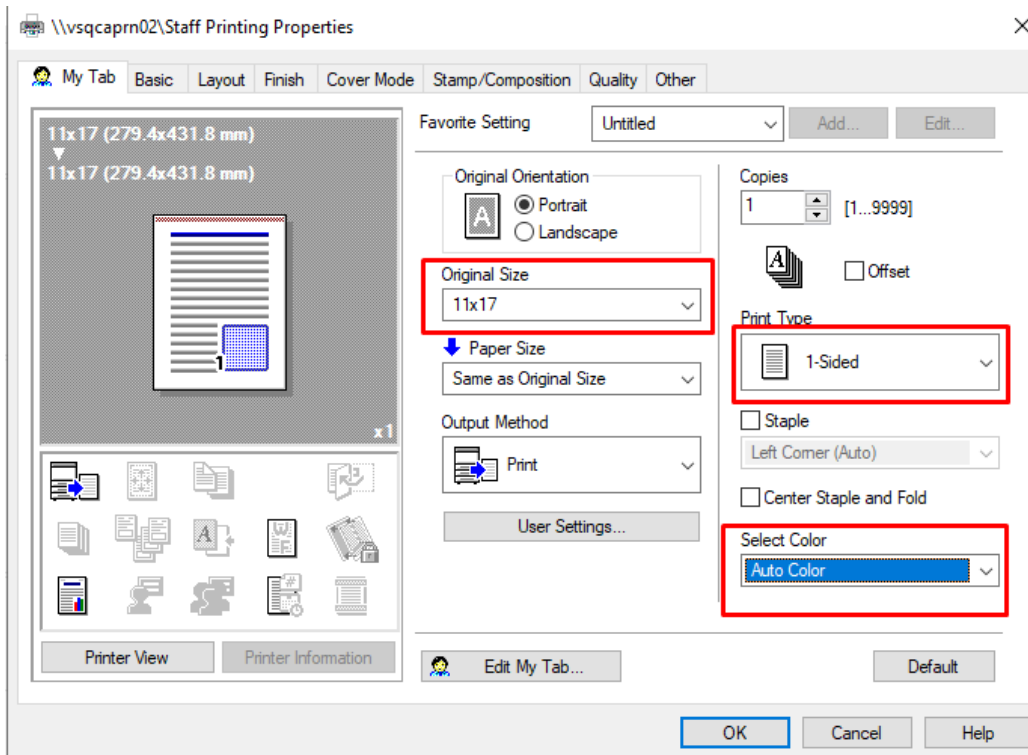 \\vsqcaprn02\Staff Printing Properties
My Tab
Basic
Layout
Finish
Cover Mode
Stamp/Composition
Quality
Other
11x17 (279.4x431.8 mm)
11x17 (279.4x431.8 mm)
1
x1
Printer View
Printer Information
Favorite Setting
Untitled
Add...
Edit...
Original Orientation
A
Portrait
Landscape
Original Size
11x17
Paper Size
Same as Original Size
Output Method
Print
User Settings...
Copies
1
[1...9999]
A
Offset
Print Type
1-Sided
Staple
Left Corner (Auto)
Center Staple and Fold
Select Color
Auto Color
Edit My Tab...
Default
OK
Cancel
Help